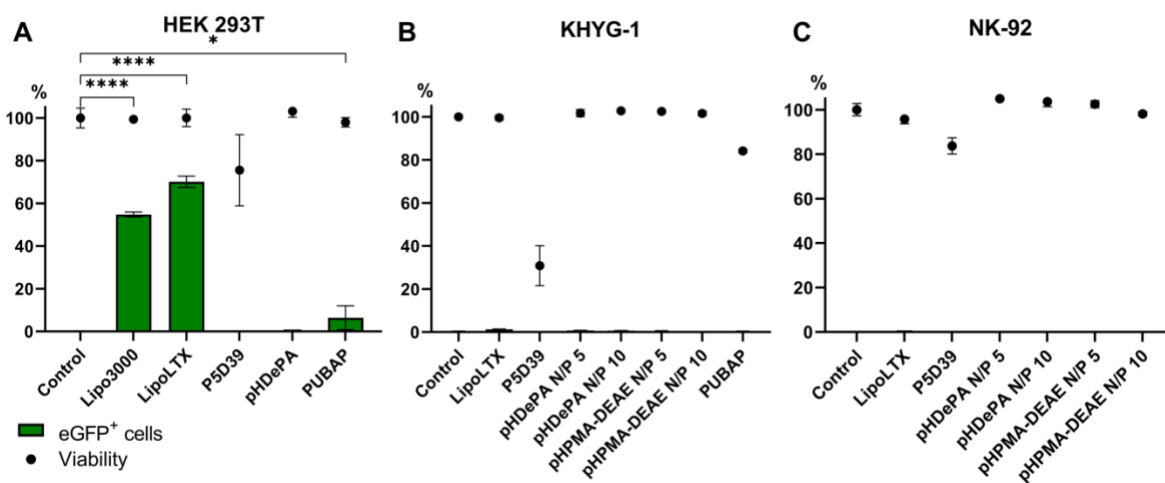 A
HEK 293T
*
****
****
%
100
80
60
40
20
0
Control
Lipo3000
LipoLTX
P5D39
pHDePA
PUBAP
eGFP+ cells
Viability
B
KHYG-1
%
100
80
60
40
20
0
Control
LipoLTX
P5D39
pHDePA N/P 5
pHDePA N/P 10
pHPMA-DEAE N/P 5
pHPMA-DEAE N/P 10
PUBAP
C
NK-92
%
100
80
60
40
20
0
Control
LipoLTX
P5D39
pHDePA N/P 5
pHDePA N/P 10
pHPMA-DEAE N/P 5
pHPMA-DEAE N/P 10